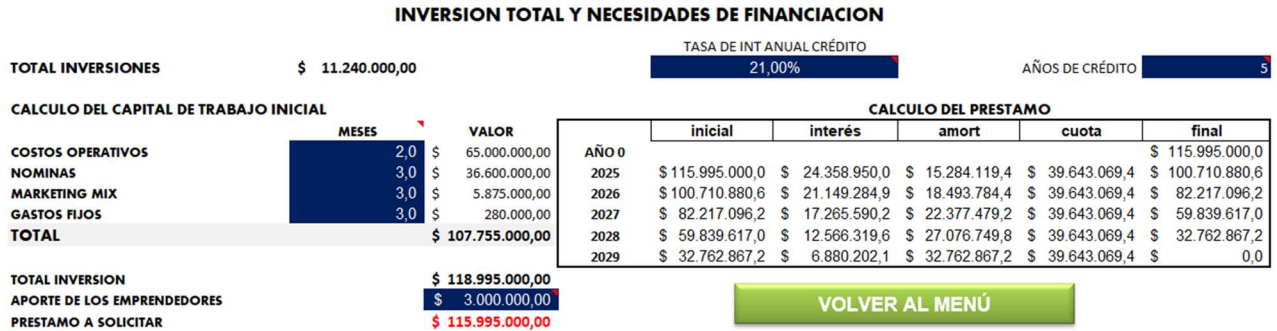 INVERSION TOTAL Y NECESIDADES DE FINANCIACION
TASA DE INT ANUAL CRÉDITO
TOTAL INVERSIONES $ 11.240.000,00 21,00% AÑOS DE CRÉDITO 5
CALCULO DEL CAPITAL DE TRABAJO INICIAL
MESES VALOR
COSTOS OPERATIVOS 2,0 $ 65.000.000,00
NOMINAS 3,0 $ 36.600.000,00
MARKETING MIX 3,0 $ 5.875.000,00
GASTOS FIJOS 3,0 $ 280.000,00
TOTAL $ 107.755.000,00
TOTAL INVERSION $ 118.995.000,00
APORTE DE LOS EMPRENDEDORES $ 3.000.000,00
PRESTAMO A SOLICITAR $ 115.995.000,00
CALCULO DEL PRESTAMO
inicial interés amort cuota final
AÑO 0 $ 115.995.000,0
2025 $ 115.995.000,0 $ 24.358.950,0 $ 15.284.119,4 $ 39.643.069,4 $ 100.710.880,6
2026 $ 100.710.880,6 $ 21.149.284,9 $ 18.493.784,4 $ 39.643.069,4 $ 82.217.096,2
2027 $ 82.217.096,2 $ 17.265.590,2 $ 22.377.479,2 $ 39.643.069,4 $ 59.839.617,0
2028 $ 59.839.617,0 $ 12.566.319,6 $ 27.076.749,8 $ 39.643.069,4 $ 32.762.867,2
2029 $ 32.762.867,2 $ 6.880.202,1 $ 32.762.867,2 $ 39.643.069,4 $ 0,0
VOLVER AL MENÚ